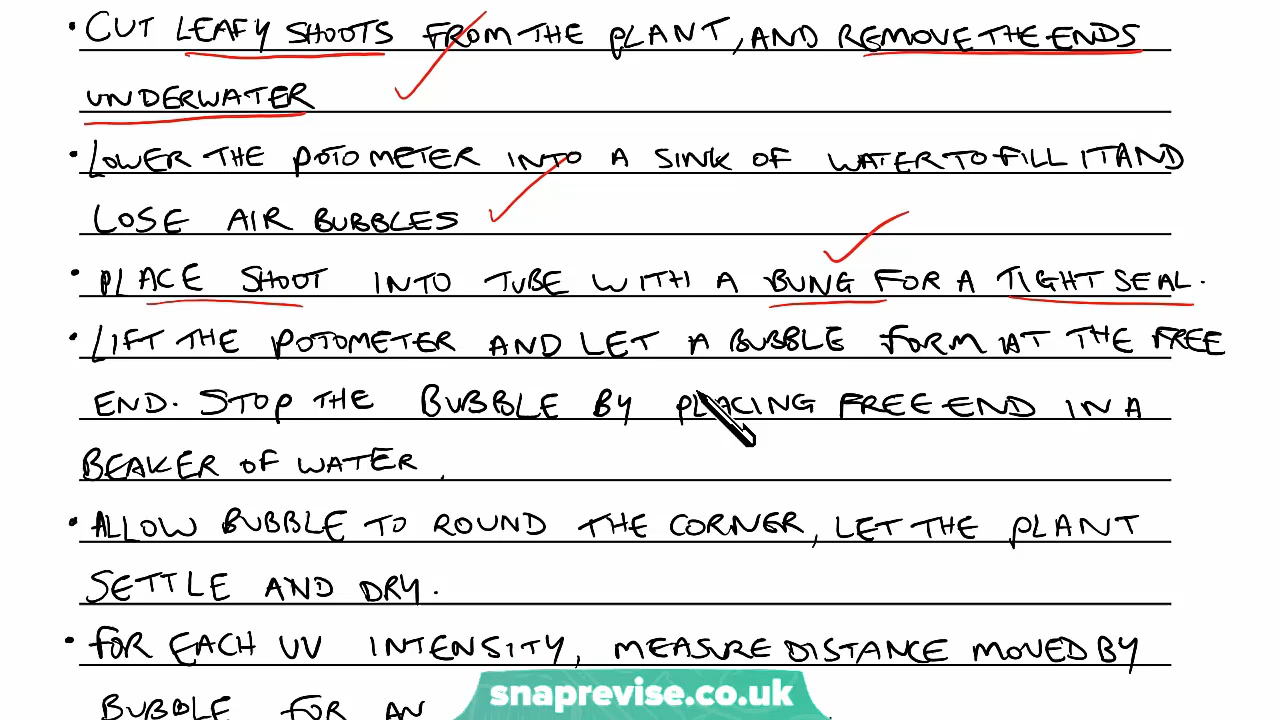 • CUT LEAFY SHOOTS FROM THE PLANT, AND REMOVE THE ENDS
UNDERWATER
• LOWER THE POTOMETER INTO A SINK OF WATER TO FILL IT AND
LOSE AIR BUBBLES
• PLACE SHOOT INTO TUBE WITH A BUNG FOR A TIGHT SEAL.
• LIFT THE POTOMETER AND LET A BUBBLE FORM AT THE FREE
END. STOP THE BUBBLE BY PLACING FREE END IN A
BEAKER OF WATER.
• ALLOW BUBBLE TO ROUND THE CORNER, LET THE PLANT
SETTLE AND DRY.
• FOR EACH UV INTENSITY, MEASURE DISTANCE MOVED BY
BUBBLE FOR AN
snaprevise.co.uk